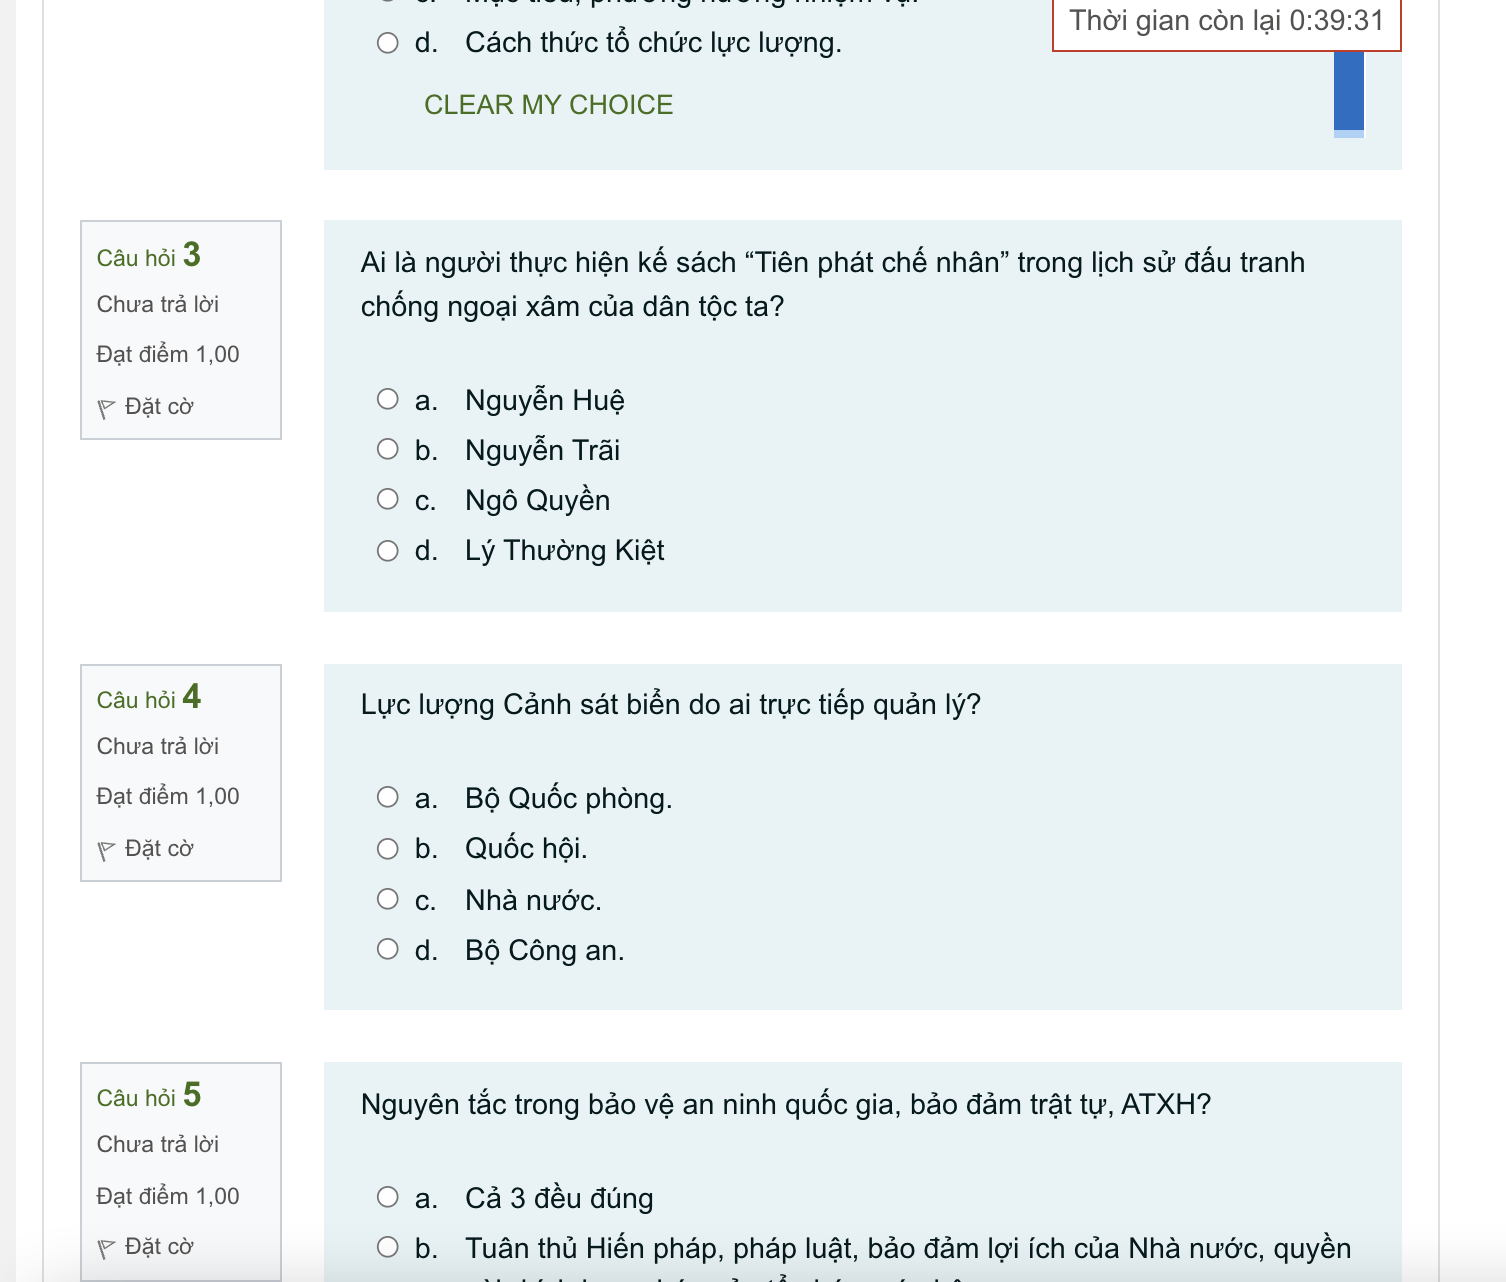 d. Cách thức tổ chức lực lượng.
Thời gian còn lại 0:39:31
CLEAR MY CHOICE
Câu hỏi 3
Chưa trả lời
Đạt điểm 1,00
Đặt cờ
Ai là người thực hiện kế sách “Tiên phát chế nhân” trong lịch sử đấu tranh
chống ngoại xâm của dân tộc ta?
a. Nguyễn Huệ
b. Nguyễn Trãi
c. Ngô Quyền
d. Lý Thường Kiệt
Câu hỏi 4
Chưa trả lời
Đạt điểm 1,00
Đặt cờ
Lực lượng Cảnh sát biển do ai trực tiếp quản lý?
a. Bộ Quốc phòng.
b. Quốc hội.
c. Nhà nước.
d. Bộ Công an.
Câu hỏi 5
Chưa trả lời
Đạt điểm 1,00
Đặt cờ
Nguyên tắc trong bảo vệ an ninh quốc gia, bảo đảm trật tự, ATXH?
a. Cả 3 đều đúng
b. Tuân thủ Hiến pháp, pháp luật, bảo đảm lợi ích của Nhà nước, quyền